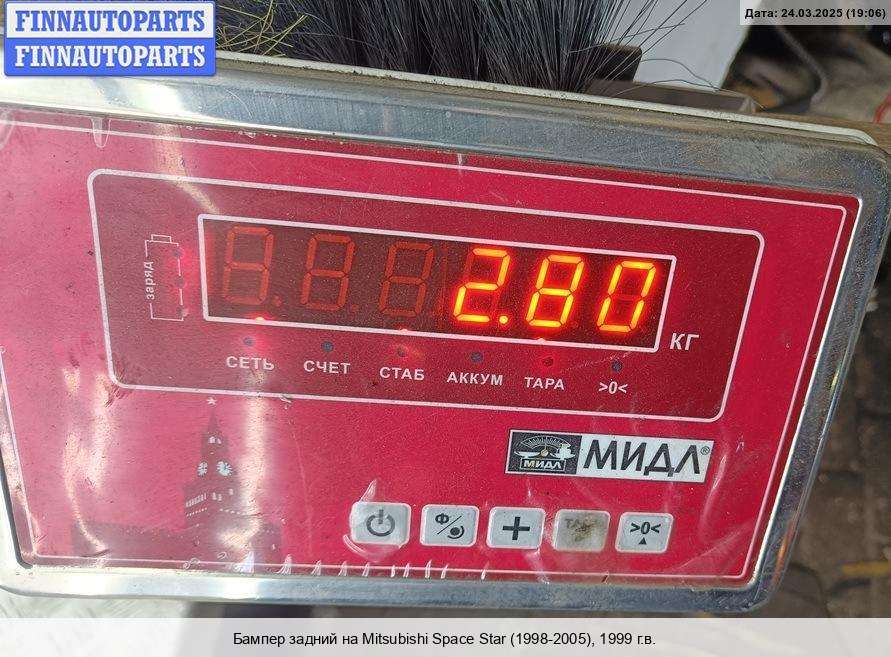 FINNAUTOPARTS
FINNAUTOPARTS
Дата: 24.03.2025 (19:06)
заряд
2.80
КГ
СЕТЬ СЧЕТ СТАБ АККУМ ТАРА >0<
МИДЛ МИДЛ®
Ф +  >0<
Бампер задний на Mitsubishi Space Star (1998-2005), 1999 г.в.